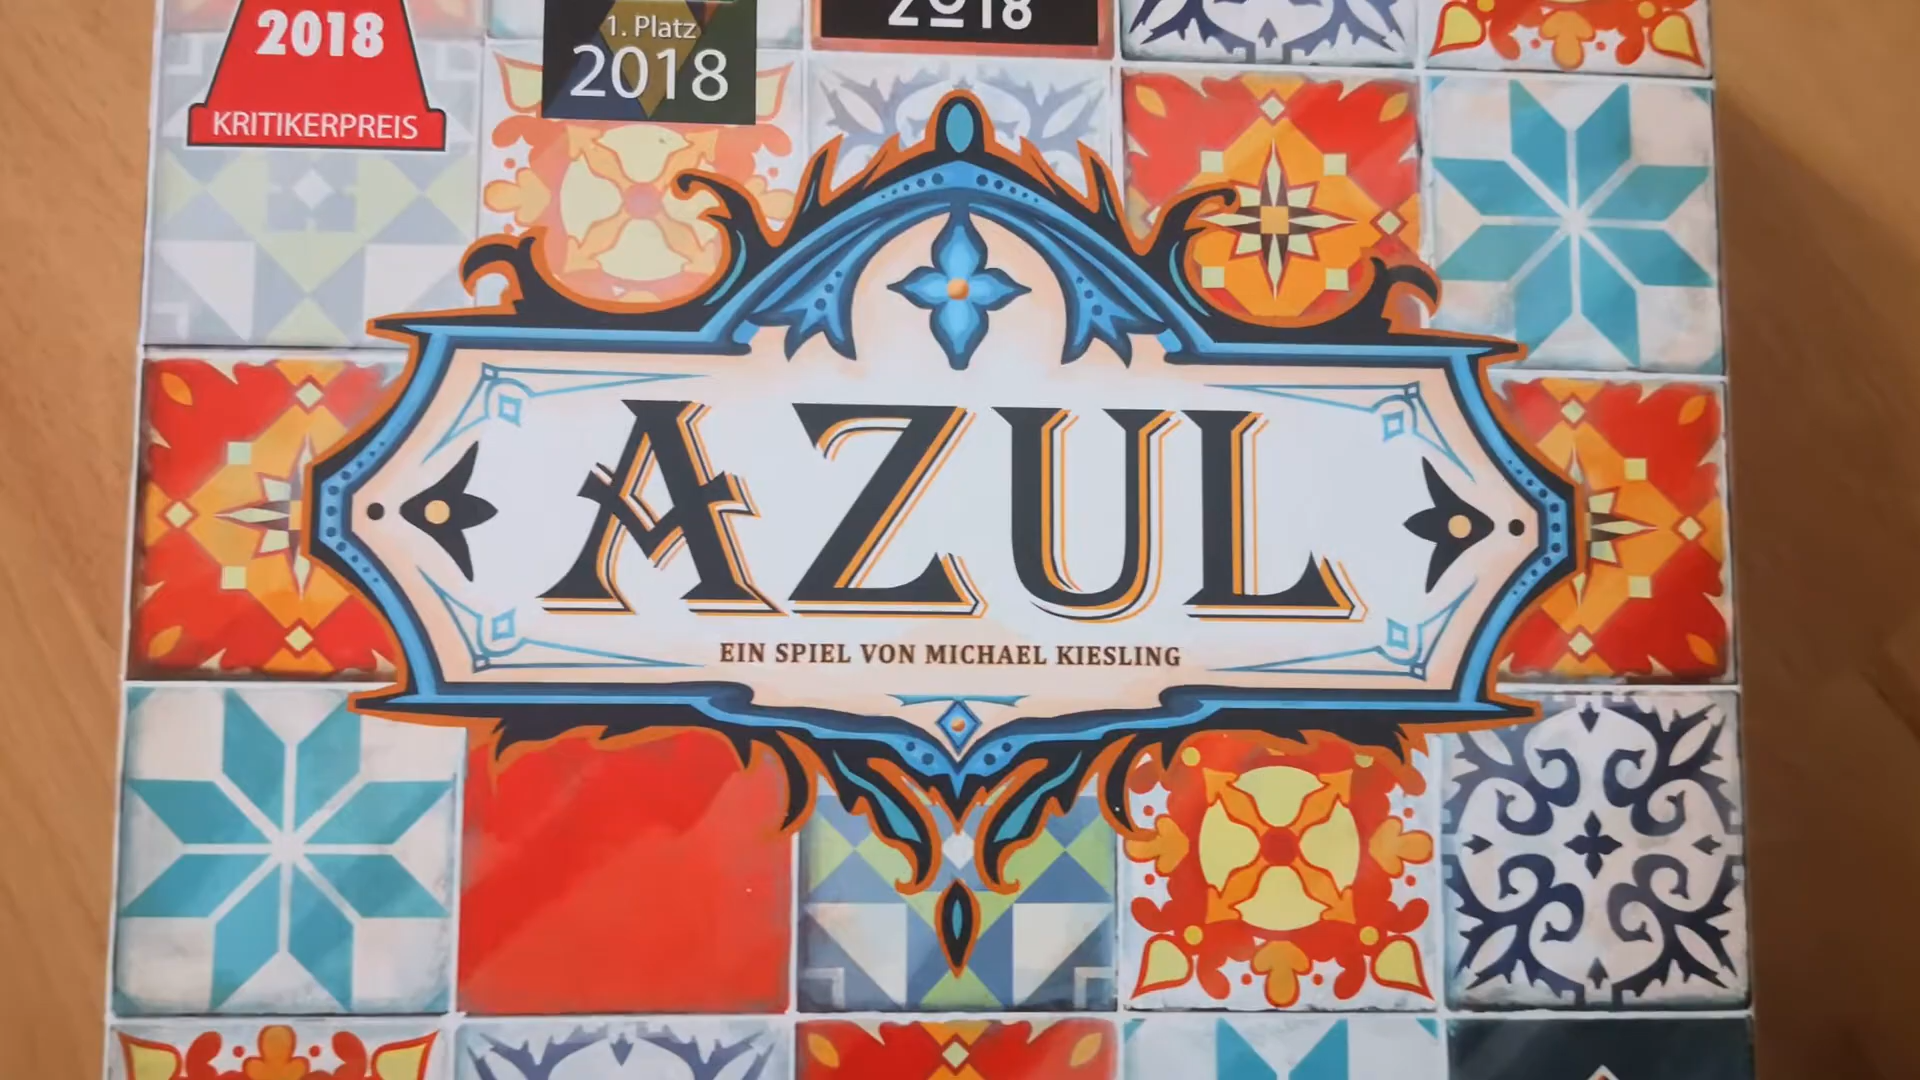 2018
KRITIKERPREIS
1. Platz
2018
2018
AZUL
EIN SPIEL VON MICHAEL KIESLING